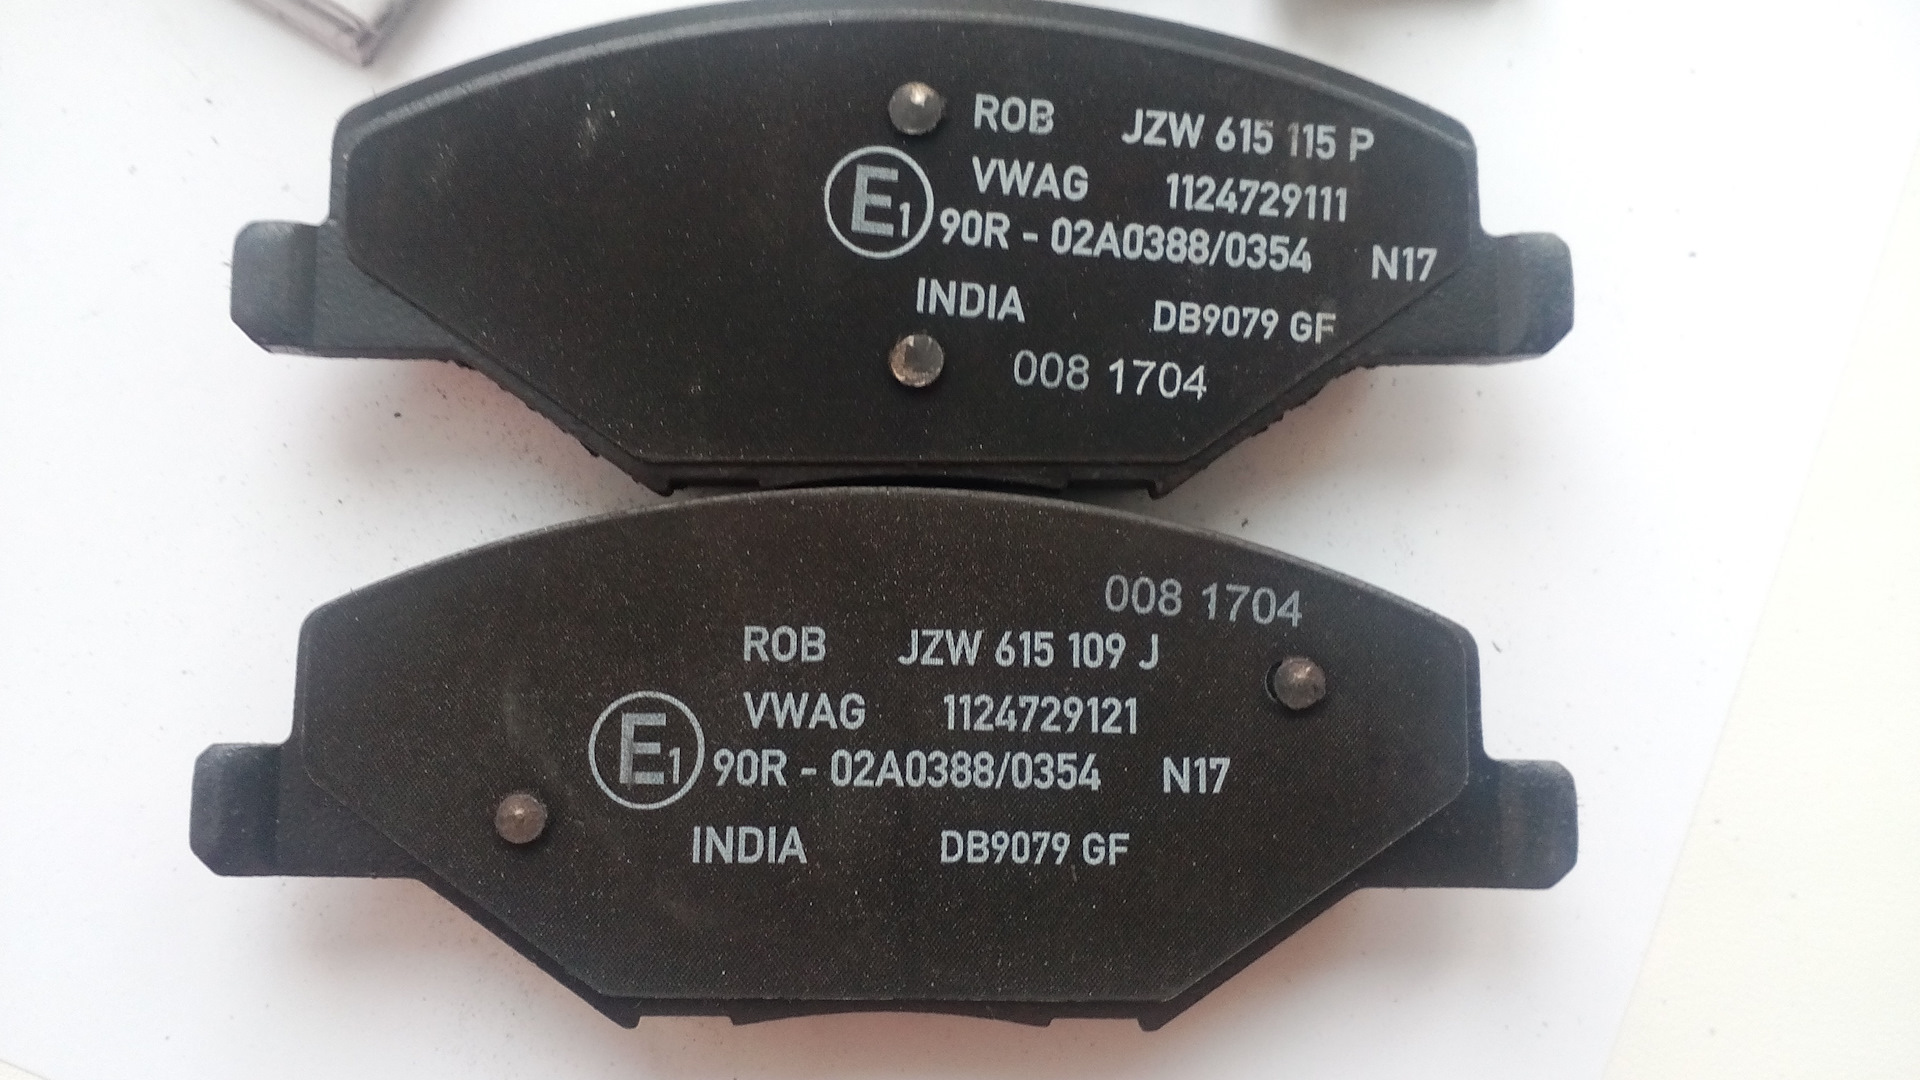 ROB JZW 615 115 P
VWAG 1124729111
E1 90R - 02A0388/0354 N17
INDIA DB9079 GF
008 1704
008 1704
ROB JZW 615 109 J
VWAG 1124729121
E1 90R - 02A0388/0354 N17
INDIA DB9079 GF